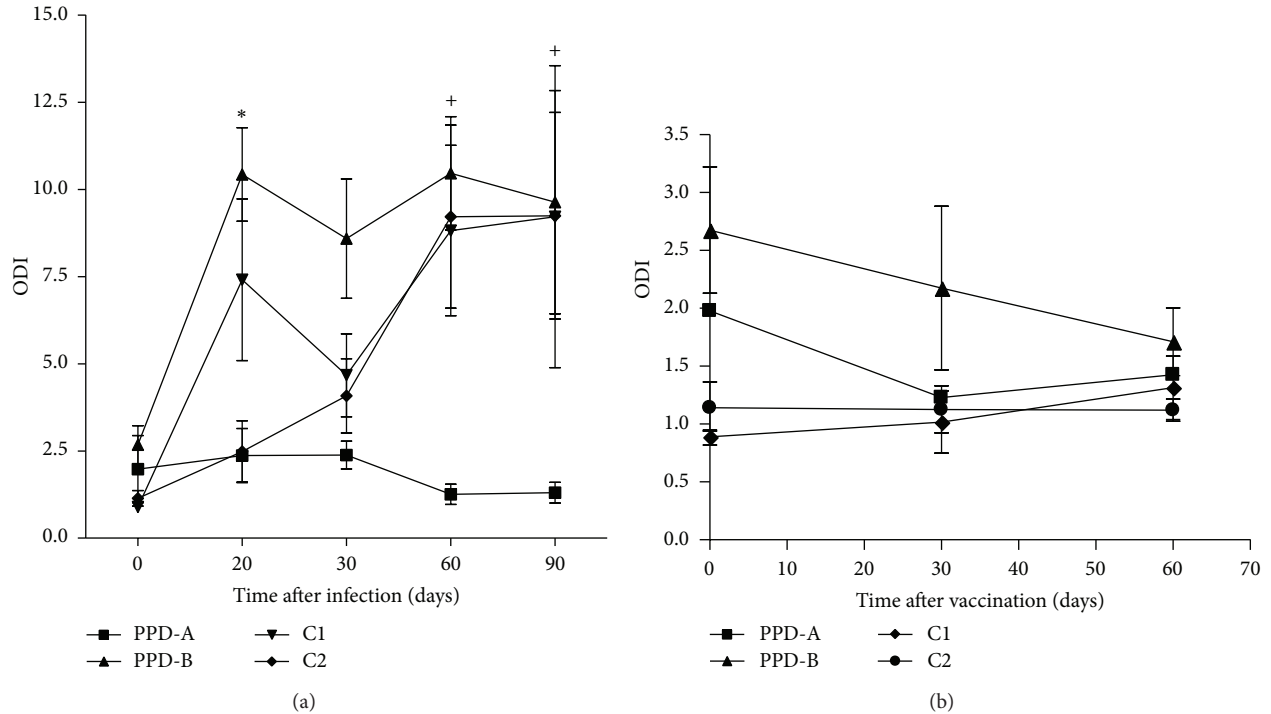 15.0
12.5
10.0
7.5
5.0
2.5
0.0
ODI
*
+
+
0 20 30 60 90
Time after infection (days)
PPD-A C1
PPD-B C2
(a)
3.5
3.0
2.5
2.0
1.5
1.0
0.5
0.0
ODI
0 10 20 30 40 50 60 70
Time after vaccination (days)
PPD-A C1
PPD-B C2
(b)